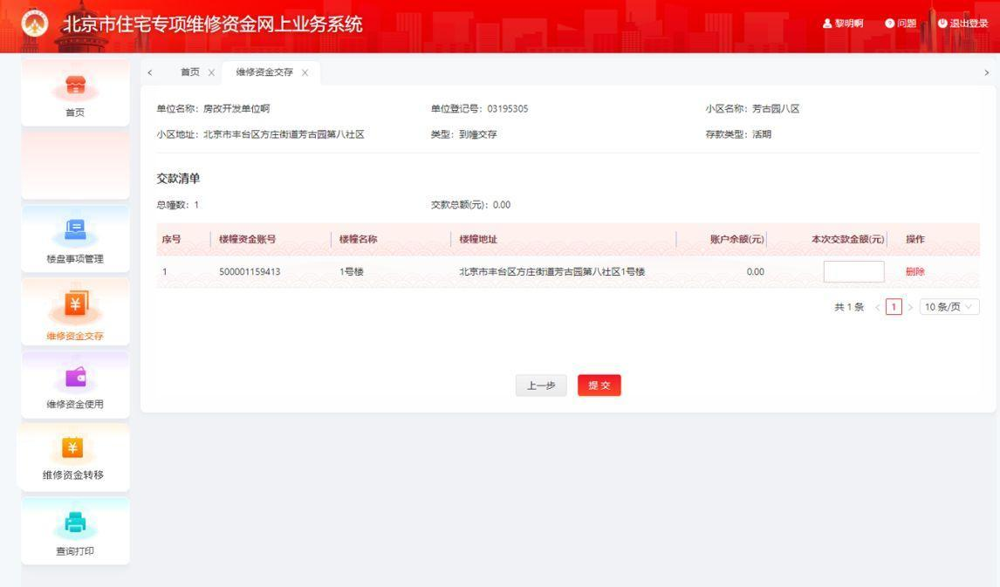 北京市住宅专项维修资金网上业务系统
黎明啊 问题 退出登录
首页 维修资金交存
首页
楼盘事项管理
维修资金交存
维修资金使用
维修资金转移
查询打印
单位名称：房改开发单位啊 单位登记号：03195305 小区名称：芳古园八区
小区地址：北京市丰台区方庄街道芳古园第八社区 类型：到幢交存 存款类型：活期
交款清单
总幢数：1 交款总额(元)：0.00
序号 楼幢资金账号 楼幢名称 楼幢地址 账户余额(元) 本次交款金额(元) 操作
1 500001159413 1号楼 北京市丰台区方庄街道芳古园第八社区1号楼 0.00 删除
共 1 条 1 10 条/页
上一步 提 交